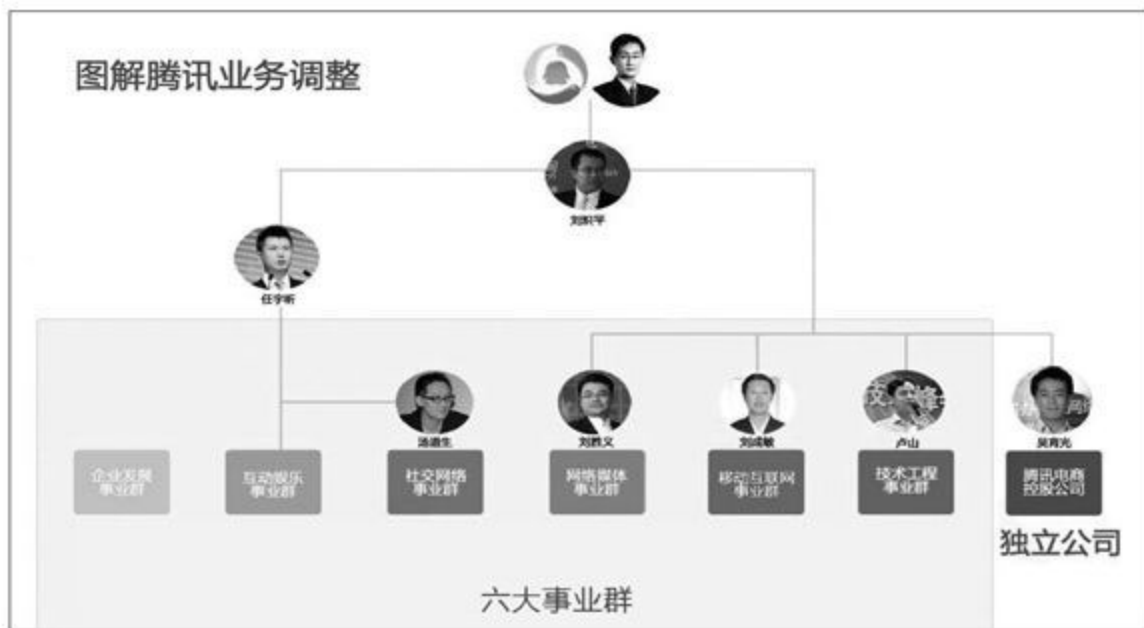 图解腾讯业务调整
刘炽平
任宇昕
汤道生
刘胜义
刘成敏
卢山
吴宵光
企业发展
事业群
互动娱乐
事业群
社交网络
事业群
网络媒体
事业群
移动互联网
事业群
技术工程
事业群
腾讯电商
控股公司
独立公司
六大事业群